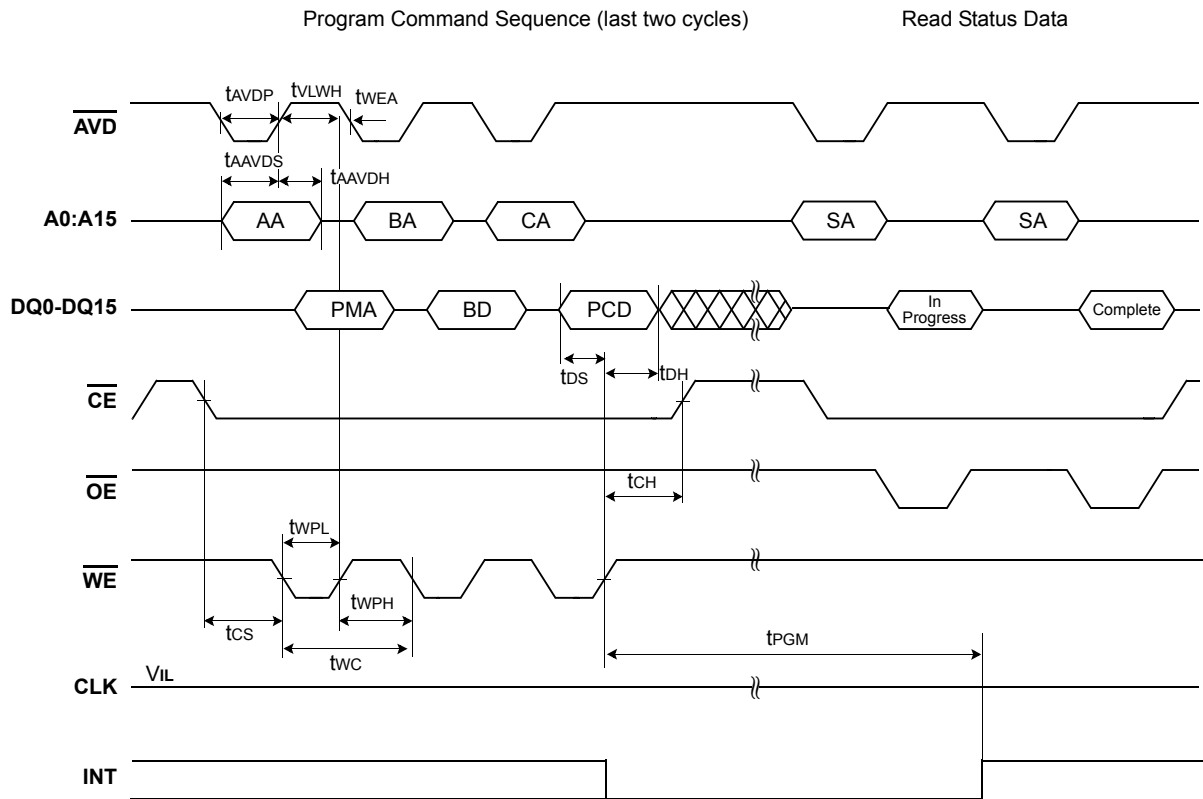 Program Command Sequence (last two cycles) Read Status Data
tAVDP tVLWH tWEA
AVD
tAAVDS tAAVDH
A0:A15 AA BA CA SA SA
DQ0-DQ15 PMA BD PCD In Progress Complete
tDS tDH
CE
OE
tCH
tWPL
WE
tWPH
tCS tWC tPGM
CLK VIL
INT